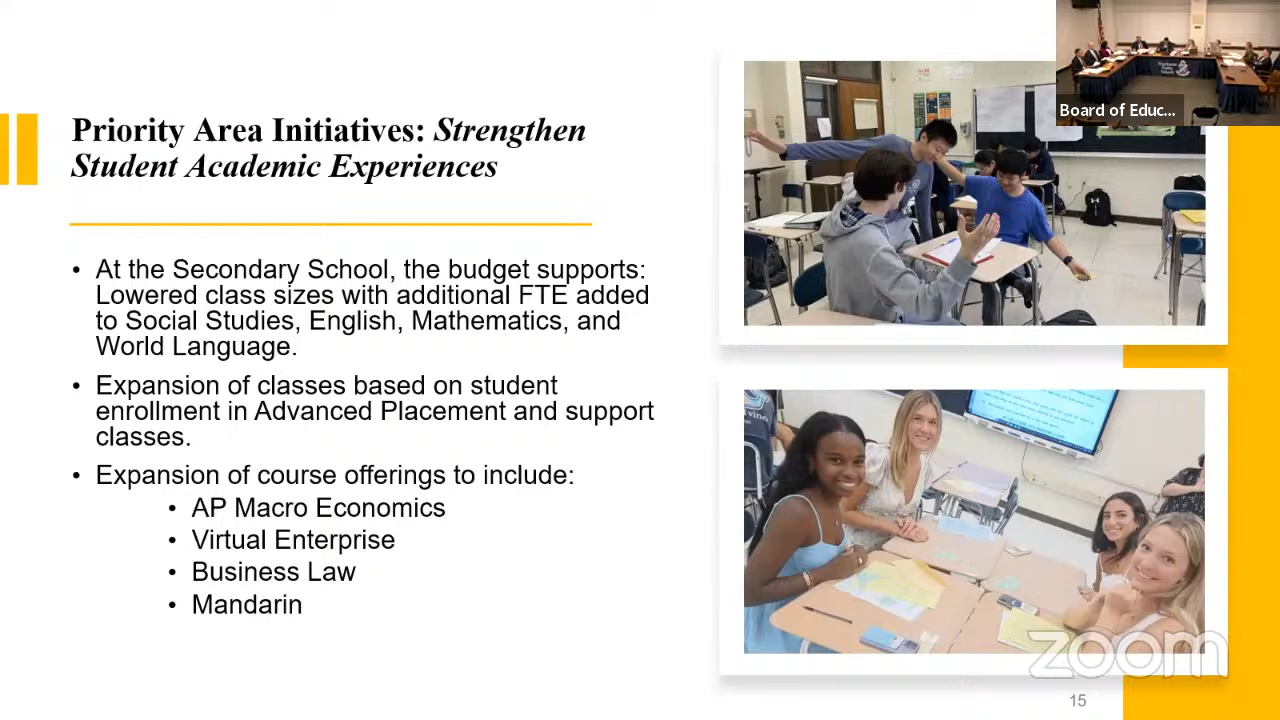 Priority Area Initiatives: Strengthen
Student Academic Experiences
• At the Secondary School, the budget supports:
Lowered class sizes with additional FTE added
to Social Studies, English, Mathematics, and
World Language.
• Expansion of classes based on student
enrollment in Advanced Placement and support
classes.
• Expansion of course offerings to include:
• AP Macro Economics
• Virtual Enterprise
• Business Law
• Mandarin
Board of Educ...
zoom
15